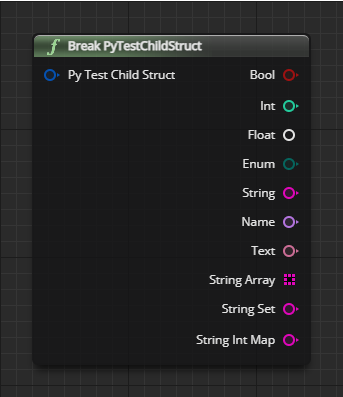 f Break PyTestChildStruct
Py Test Child Struct
Bool
Int
Float
Enum
String
Name
Text
String Array
String Set
String Int Map